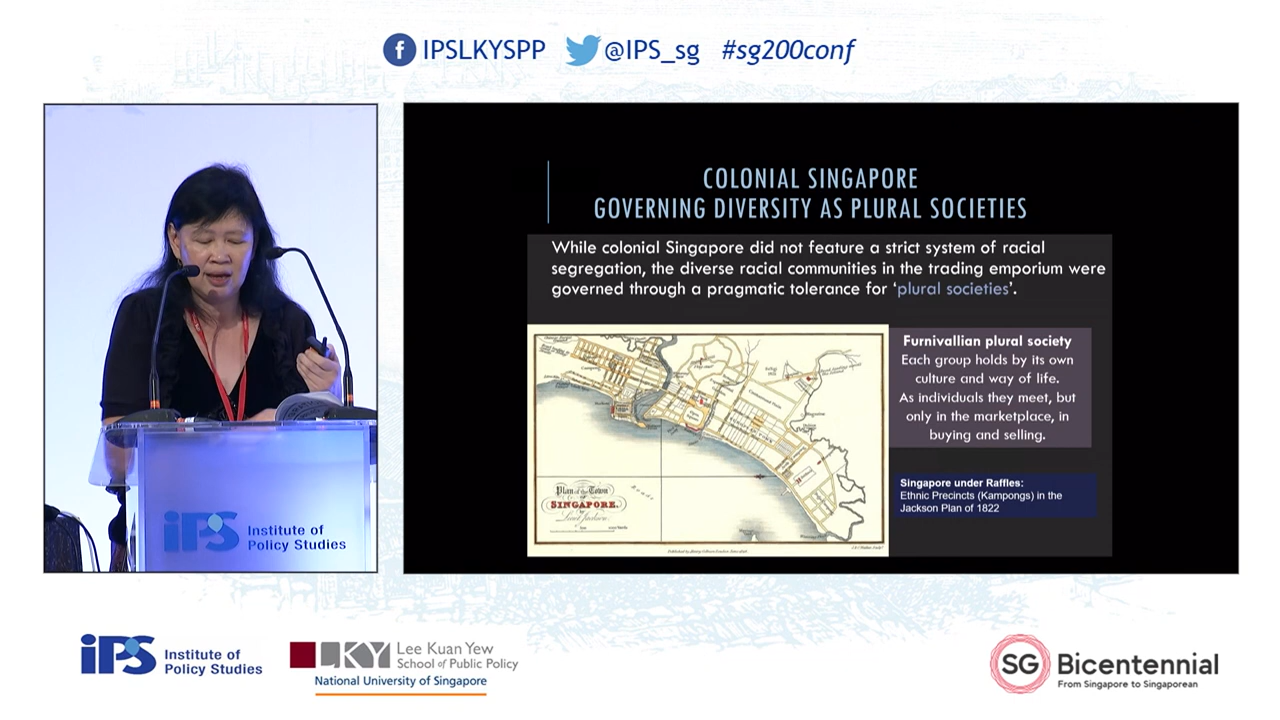 IPSLKYSPP @IPS_sg #sg200conf
COLONIAL SINGAPORE
GOVERNING DIVERSITY AS PLURAL SOCIETIES
While colonial Singapore did not feature a strict system of racial
segregation, the diverse racial communities in the trading emporium were
governed through a pragmatic tolerance for ‘plural societies’.
Plan of the Town
of
SINGAPORE.
Furnivallian plural society
Each group holds by its own
culture and way of life.
As individuals they meet, but
only in the marketplace, in
buying and selling.
Singapore under Raffles:
Ethnic Precincts (Kampongs) in the
Jackson Plan of 1822
iPS Institute of
Policy Studies
iPS Institute of
Policy Studies
LKY Lee Kuan Yew
School of Public Policy
National University of Singapore
SG Bicentennial
From Singapore to Singaporean